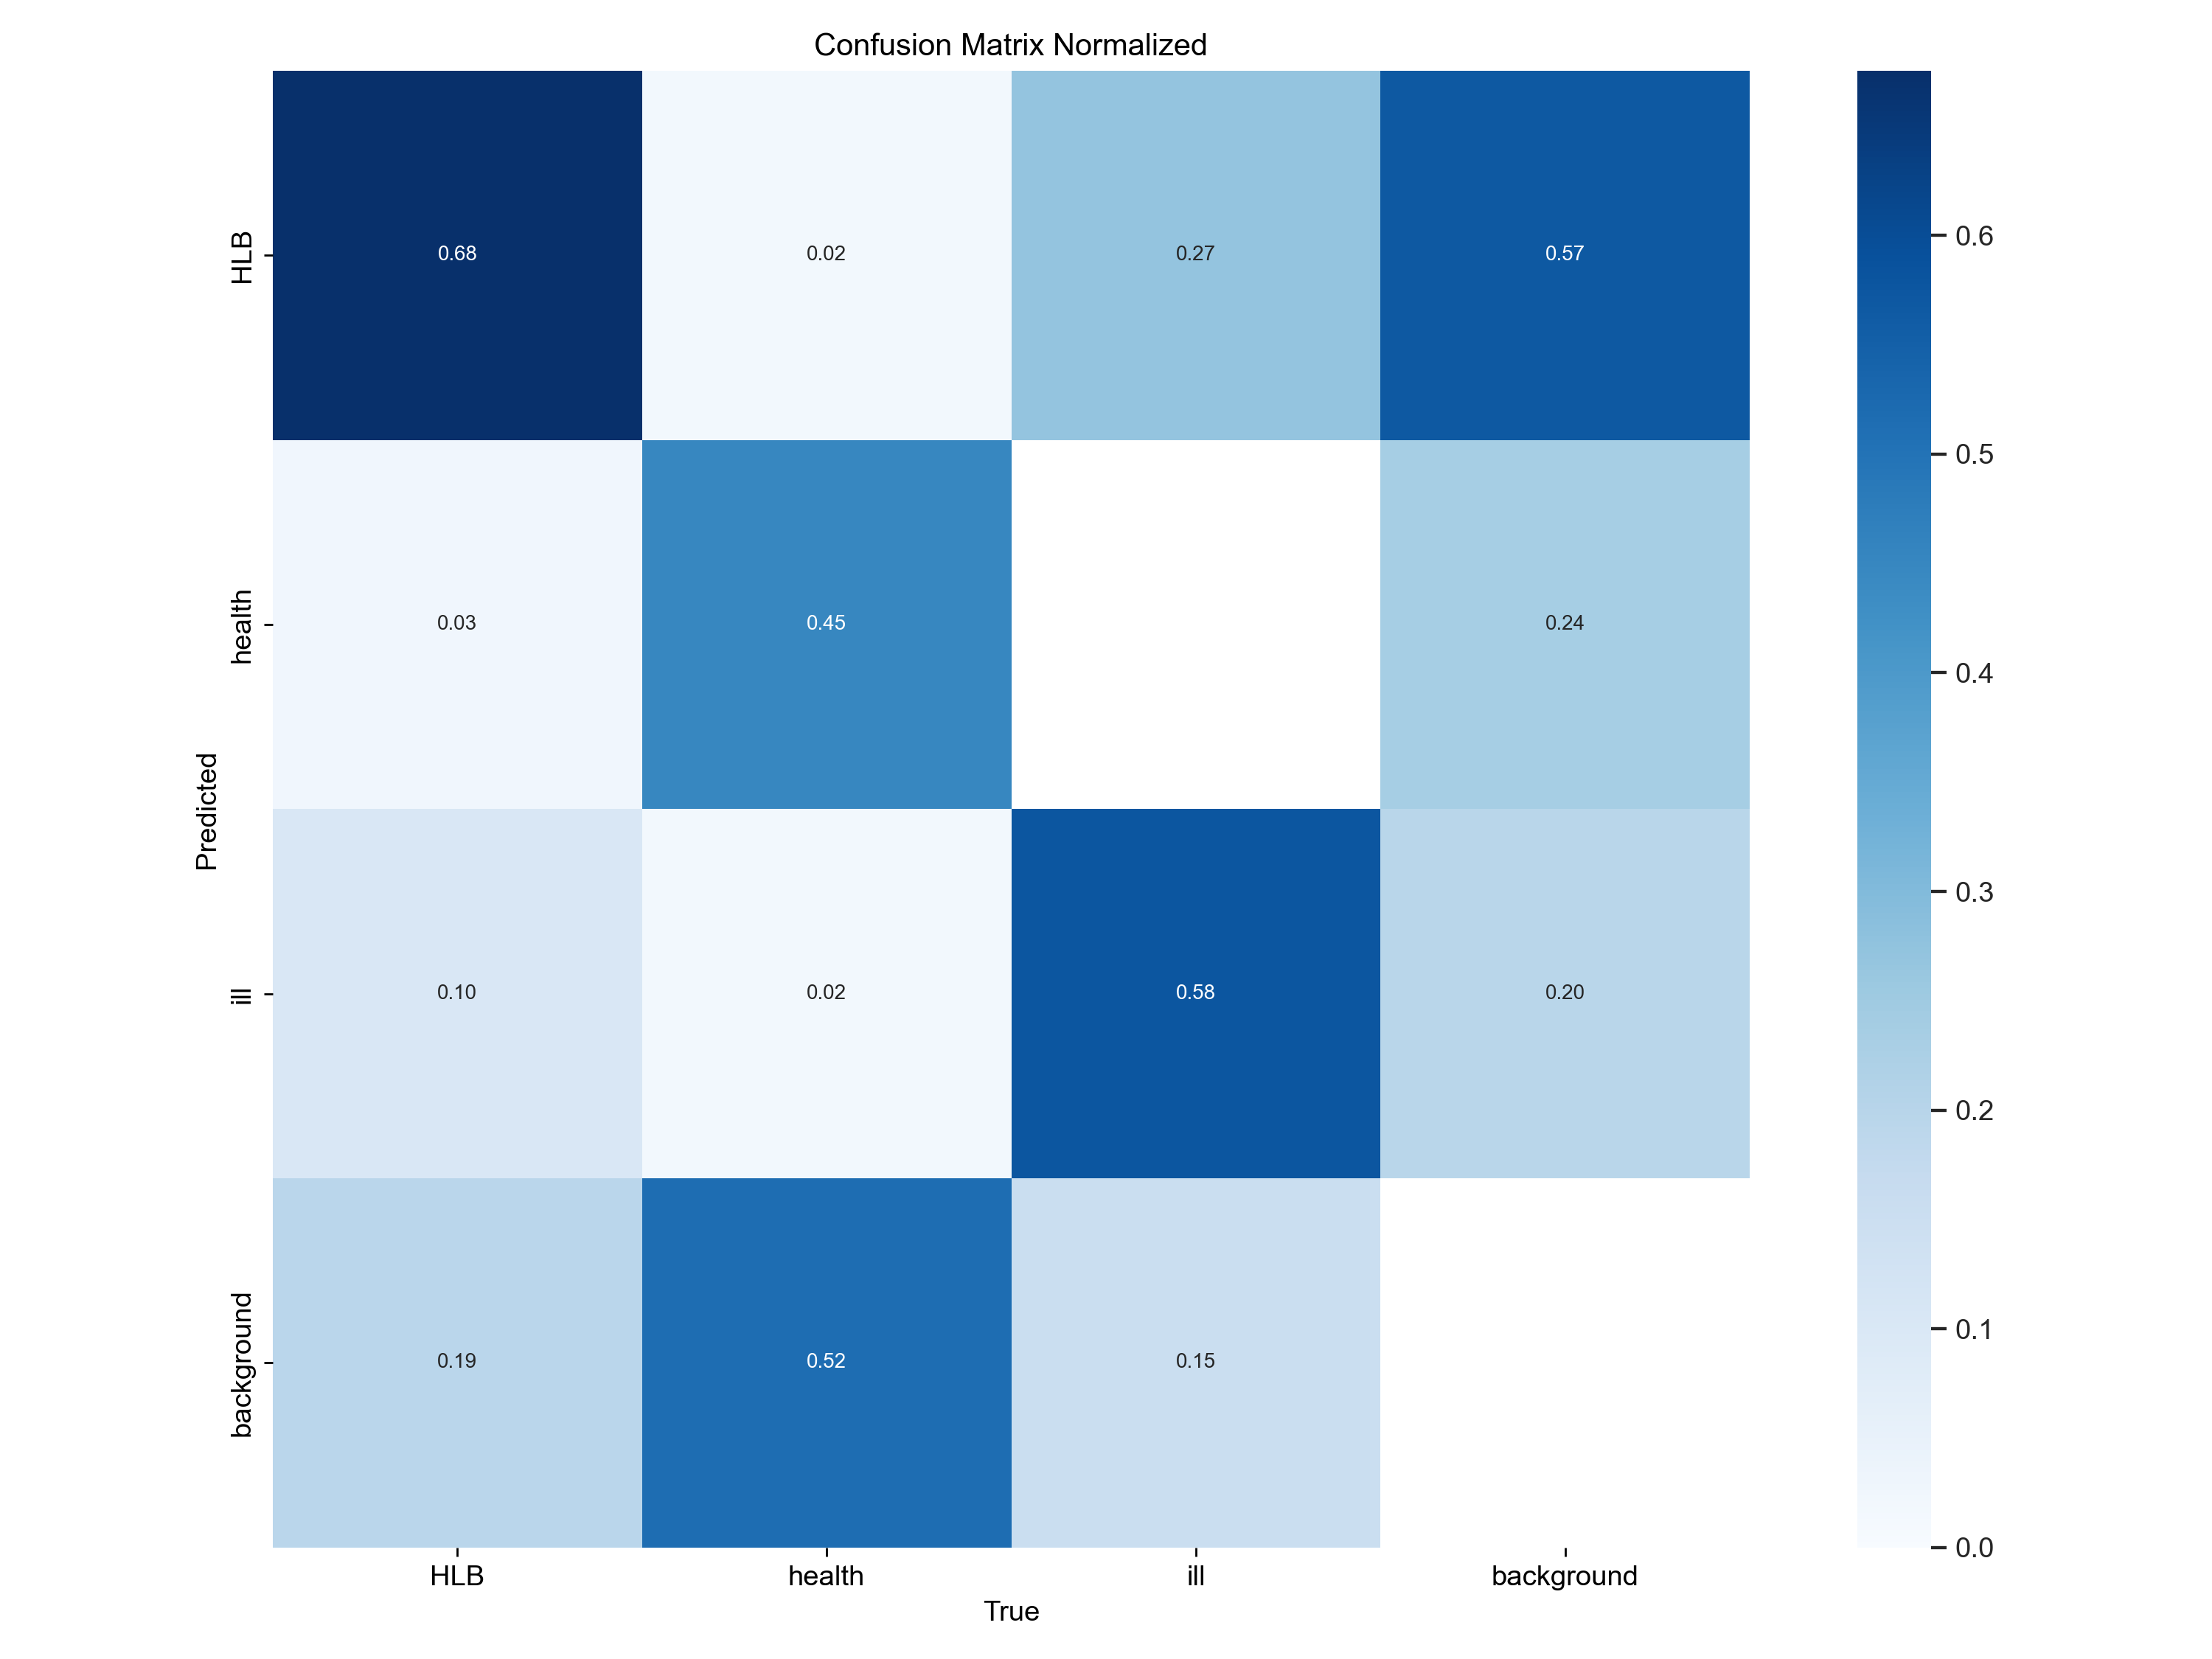 Confusion Matrix Normalized
HLB
0.68
0.02
0.27
0.57
health
0.03
0.45
0.24
ill
0.10
0.02
0.58
0.20
background
0.19
0.52
0.15
Predicted
HLB
health
ill
background
True
0.6
0.5
0.4
0.3
0.2
0.1
0.0